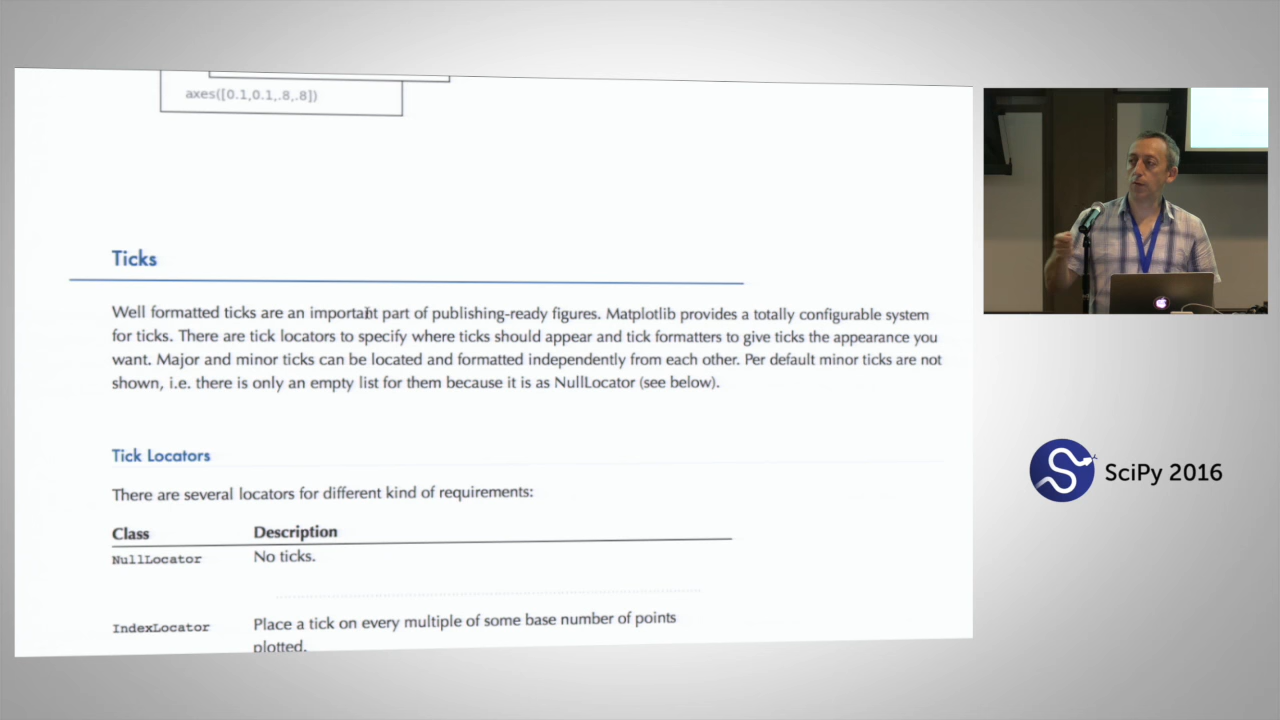 axes([0.1,0.1,.8,.8])
Ticks
Well formatted ticks are an important part of publishing-ready figures. Matplotlib provides a totally configurable system
for ticks. There are tick locators to specify where ticks should appear and tick formatters to give ticks the appearance you
want. Major and minor ticks can be located and formatted independently from each other. Per default minor ticks are not
shown, i.e. there is only an empty list for them because it is as NullLocator (see below).
Tick Locators
There are several locators for different kind of requirements:
Class Description
NullLocator No ticks.
IndexLocator Place a tick on every multiple of some base number of points
plotted.
SciPy 2016